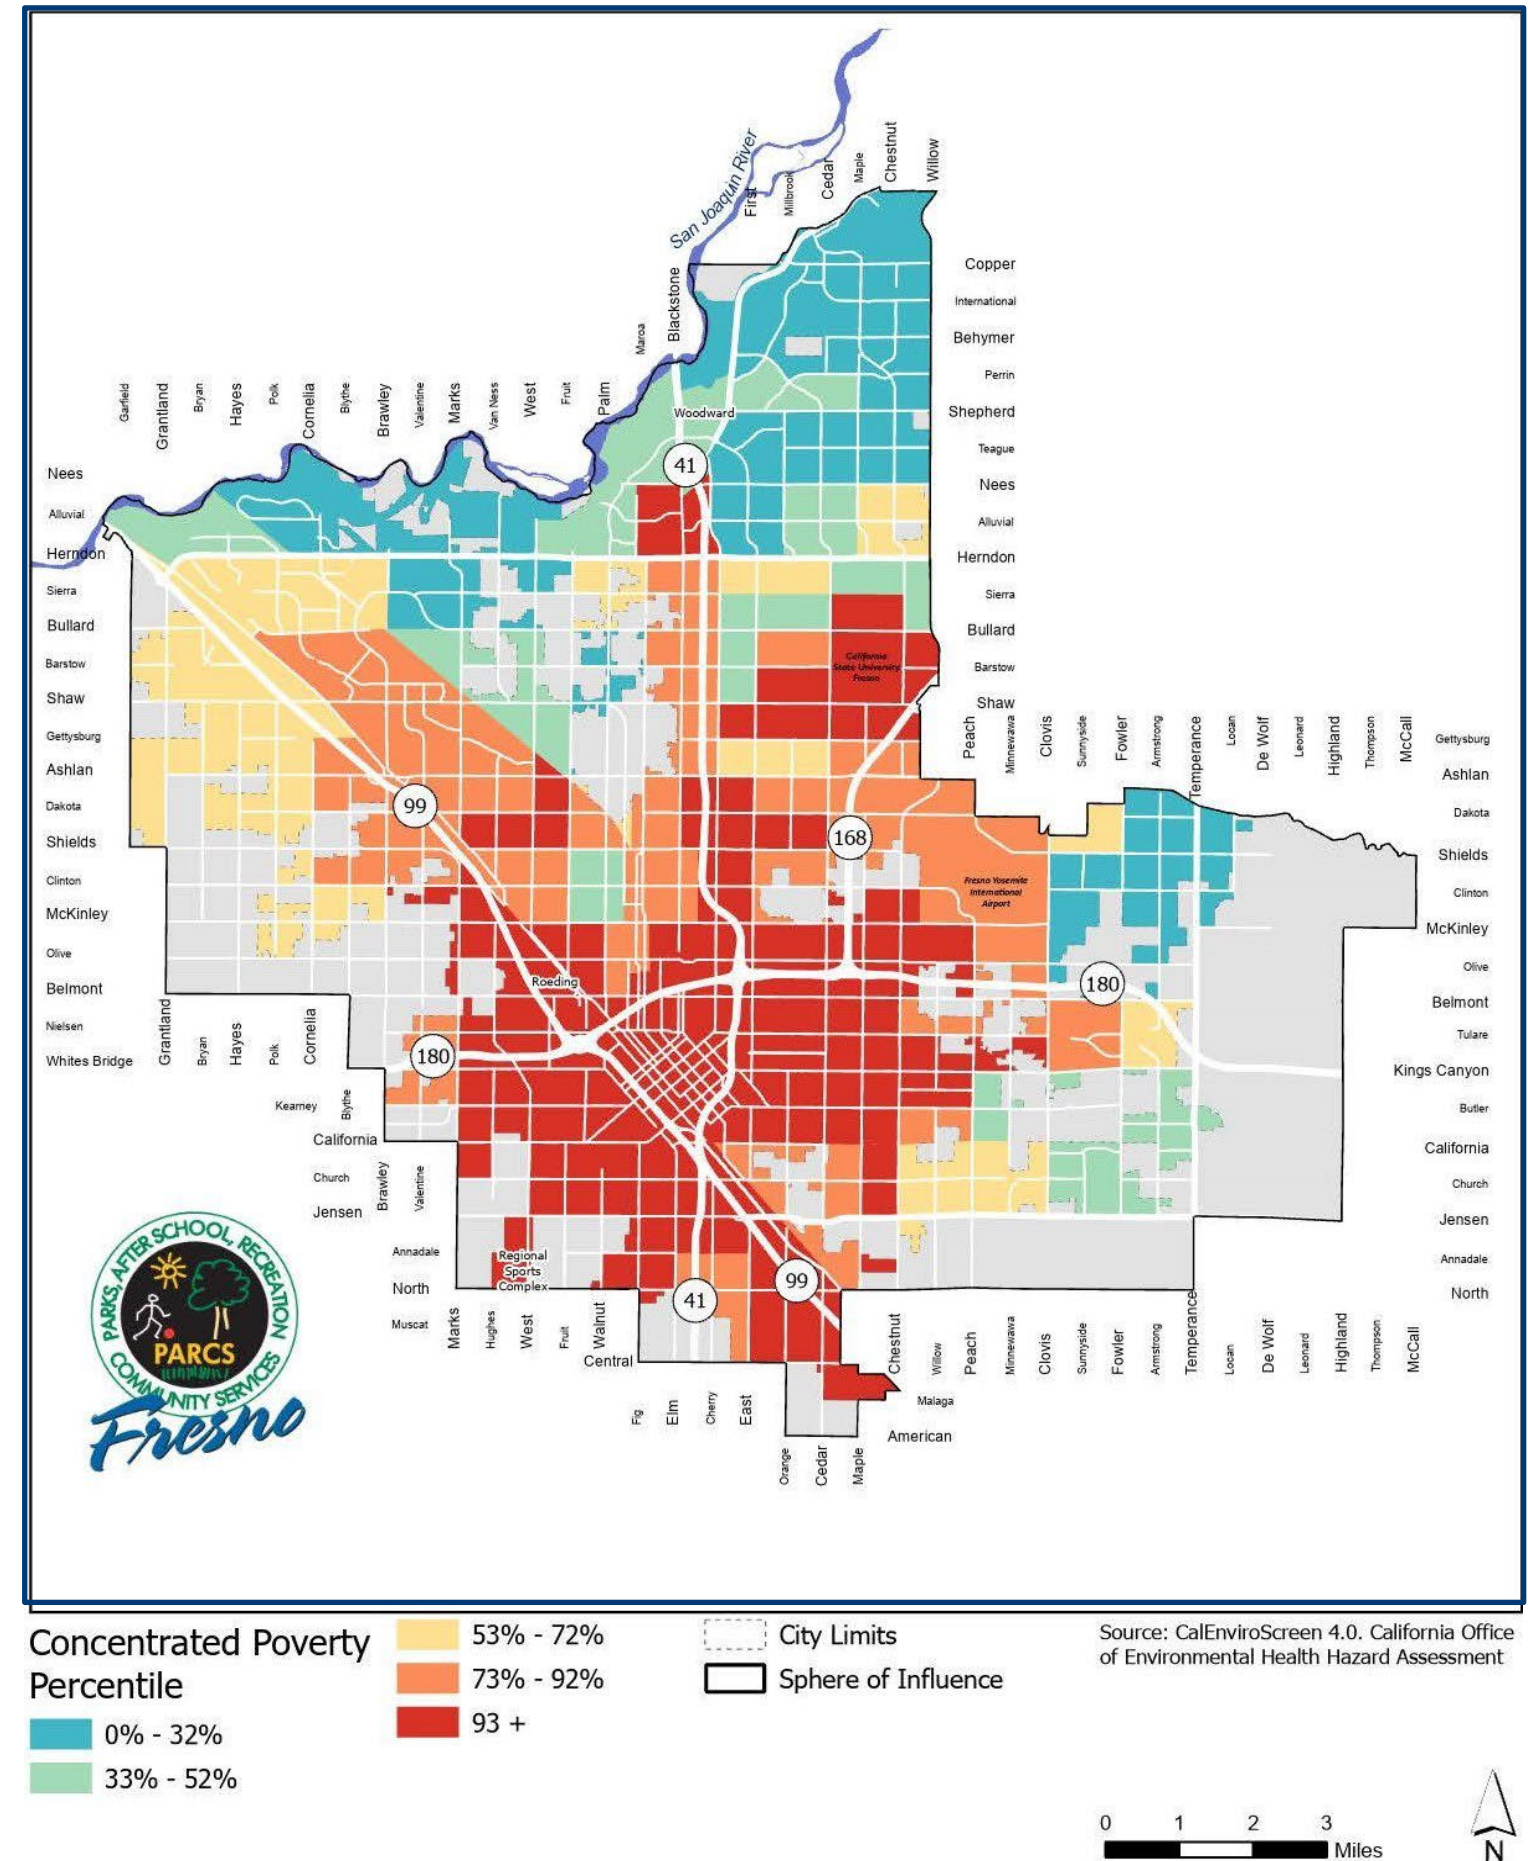 San Joaquin River
First
Millbrook
Cedar
Maple
Chestnut
Willow
Maroa
Blackstone
Garfield
Grantland
Bryan
Hayes
Polk
Cornelia
Blythe
Brawley
Valentine
Marks
Van Ness
West
Fruit
Palm
Copper
International
Behymer
Perrin
Shepherd
Teague
Nees
Alluvial
Herndon
Sierra
Bullard
Barstow
Shaw
Woodward
41
Nees
Alluvial
Herndon
Sierra
Bullard
Barstow
Shaw
Gettysburg
Ashlan
Dakota
Shields
Clinton
McKinley
Olive
Belmont
Nielsen
Whites Bridge
California
State University
Fresno
Peach
Minnewawa
Clovis
Sunnyside
Fowler
Armstrong
Temperance
Locan
De Wolf
Leonard
Highland
Thompson
McCall
Gettysburg
Ashlan
Dakota
Shields
Clinton
McKinley
Olive
Belmont
Tulare
Kings Canyon
Butler
California
Church
Jensen
Annadale
North
99
168
Fresno Yosemite
International
Airport
Roeding
180
180
Grantland
Bryan
Hayes
Polk
Cornelia
Kearney
Blythe
California
Church
Brawley
Valentine
Jensen
Annadale
North
Muscat
Regional
Sports
Complex
41
99
Marks
Hughes
West
Fruit
Walnut
Central
Fig
Elm
Cherry
East
Orange
Cedar
Maple
Chestnut
Willow
Peach
Minnewawa
Clovis
Sunnyside
Fowler
Armstrong
Temperance
Locan
De Wolf
Leonard
Highland
Thompson
McCall
Malaga
American
PARKS, AFTER SCHOOL, RECREATION
COMMUNITY SERVICES
PARCS
Fresno
Concentrated Poverty
Percentile
0% - 32%
33% - 52%
53% - 72%
73% - 92%
93 +
City Limits
Sphere of Influence
Source: CalEnviroScreen 4.0. California Office
of Environmental Health Hazard Assessment
0 1 2 3
Miles
N